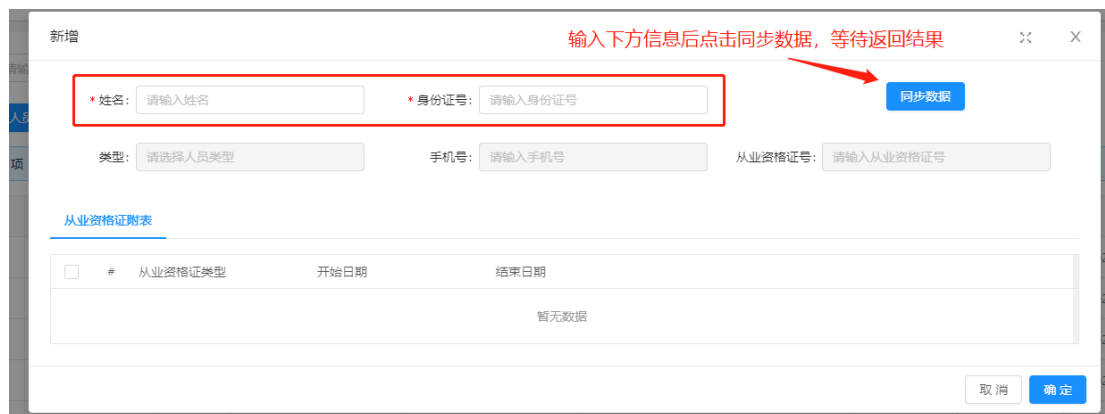 新增
输入下方信息后点击同步数据，等待返回结果
X
* 姓名： 请输入姓名
* 身份证号： 请输入身份证号
同步数据
类型： 请选择人员类型
手机号： 请输入手机号
从业资格证号： 请输入从业资格证号
项
从业资格证附表
# 从业资格证类型 开始日期 结束日期
暂无数据
取 消
确 定